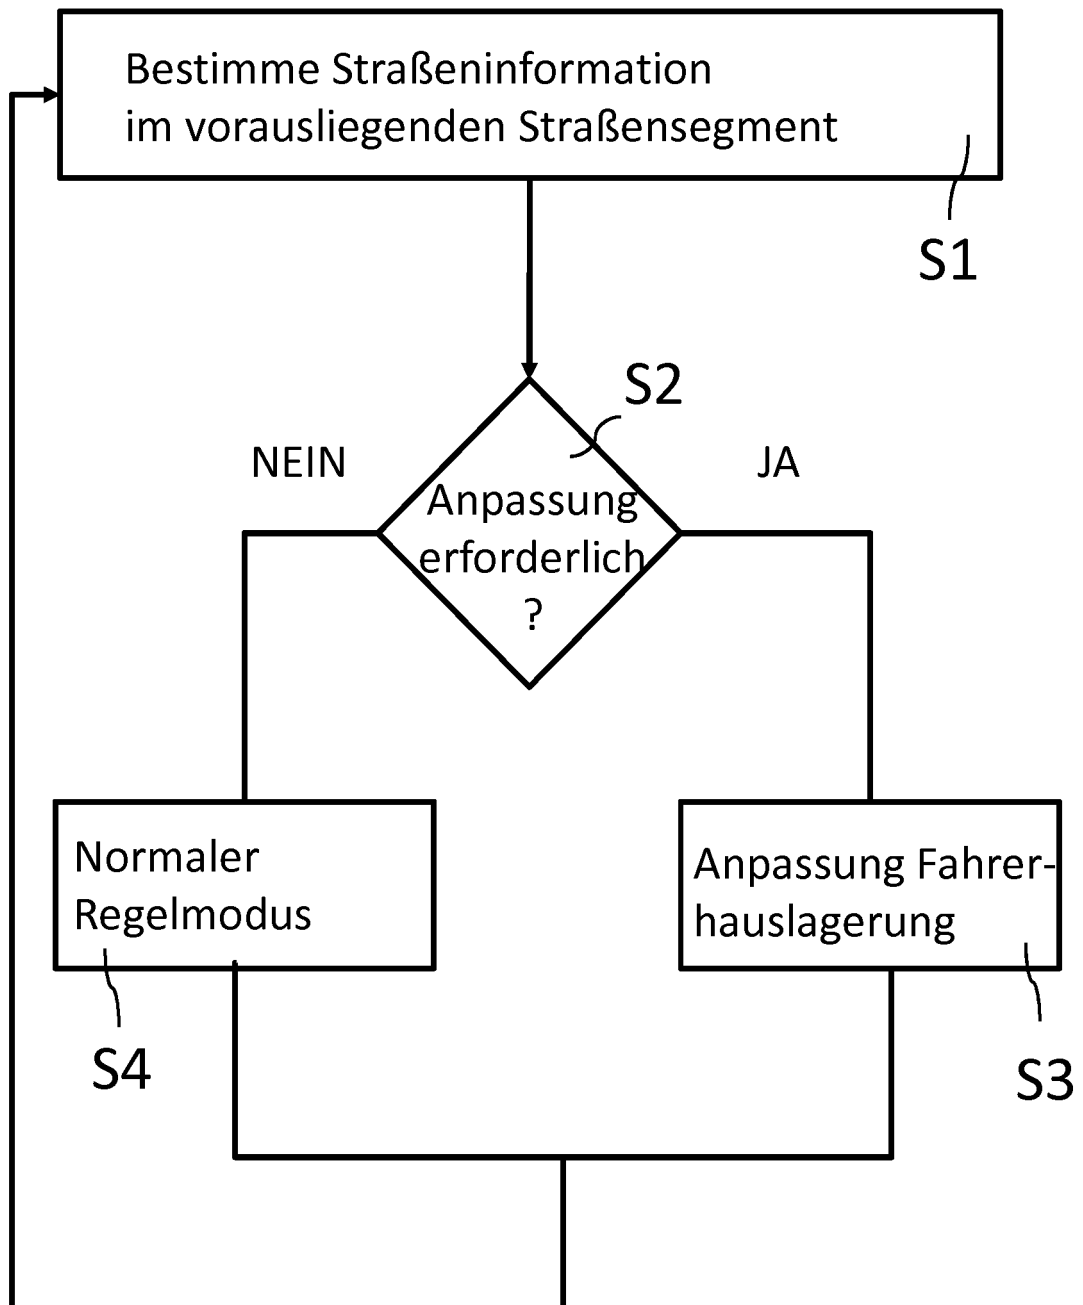 Bestimme Straßeninformation
im vorausliegenden Straßensegment
S1
S2
NEIN
JA
Anpassung
erforderlich
?
Normaler
Regelmodus
Anpassung Fahrer-
hauslagerung
S4
S3